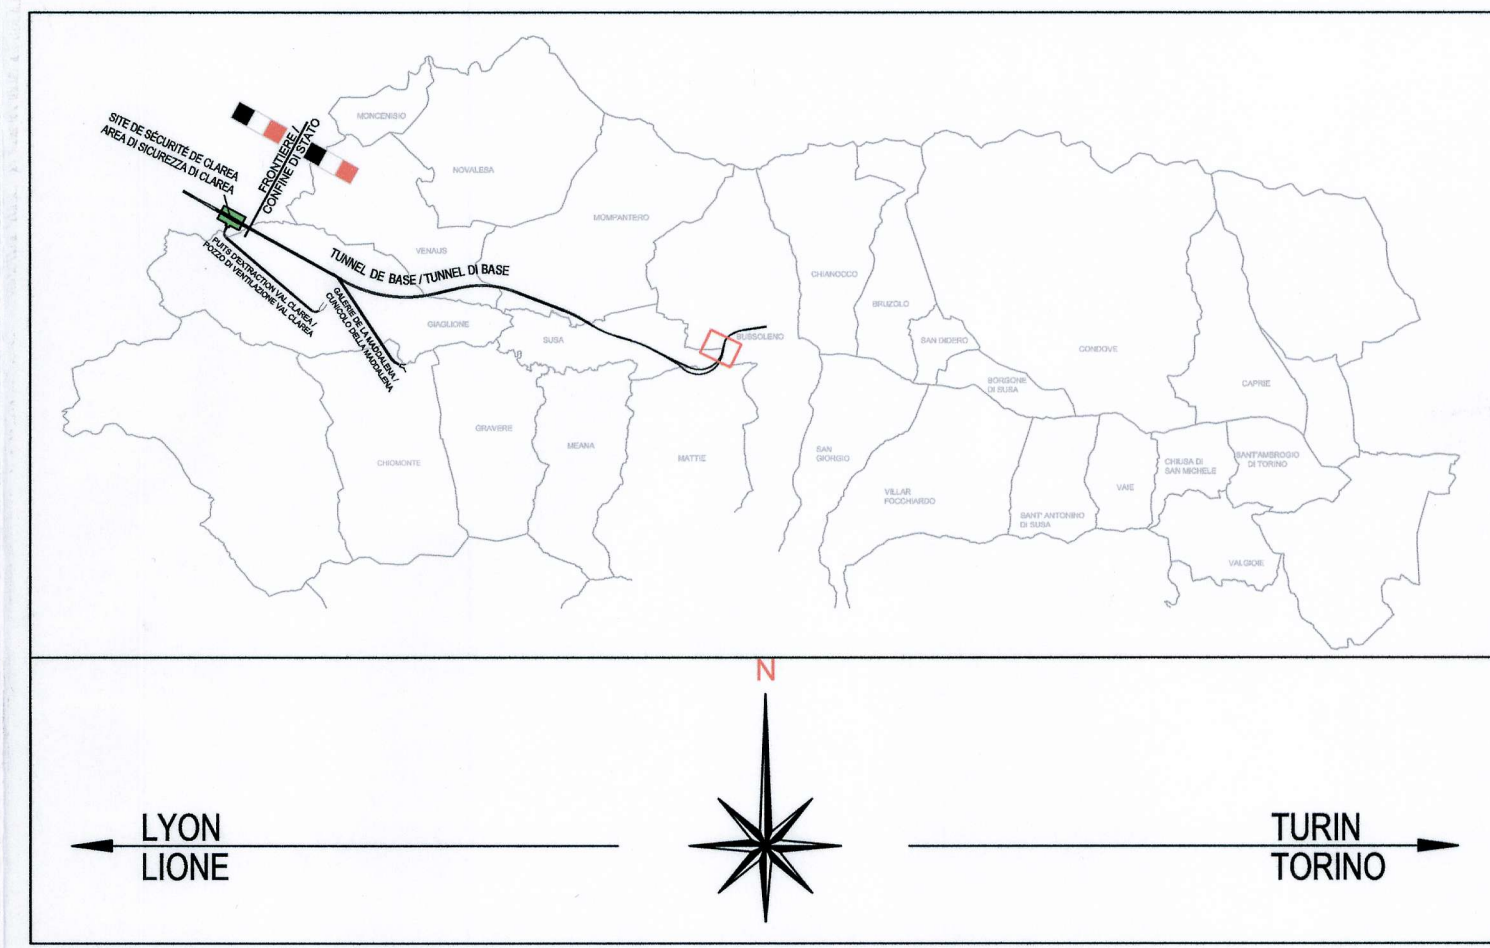 MONCENISIO
SITE DE SÉCURITÉ DE CLAREA
AREA DI SICUREZZA DI CLAREA
FRONTIERE /
CONFINE DI STATO
NOVALESA
MOMPANTERO
VENAUS
TUNNEL DE BASE / TUNNEL DI BASE
PUITS D'EXTRACTION VAL CLAREA /
POZZO DI VENTILAZIONE VAL CLAREA
GALERIE DE LA MADDALENA /
CUNICOLO DELLA MADDALENA
CHIANOCCO
BRUZOLO
GIAGLIONE
SUSA
BUSSOLENO
SAN DIDERO
CONDOVE
BORGONE
DI SUSA
CAPRIE
GRAVERE
MEANA
CHIOMONTE
MATTIE
SAN
GIORGIO
VILLAR
FOCCHIARDO
SANT' ANTONINO
DI SUSA
VAIE
CHIUSA DI
SAN MICHELE
SANT'AMBROGIO
DI TORINO
VALGIOIE
N
LYON
LIONE
TURIN
TORINO